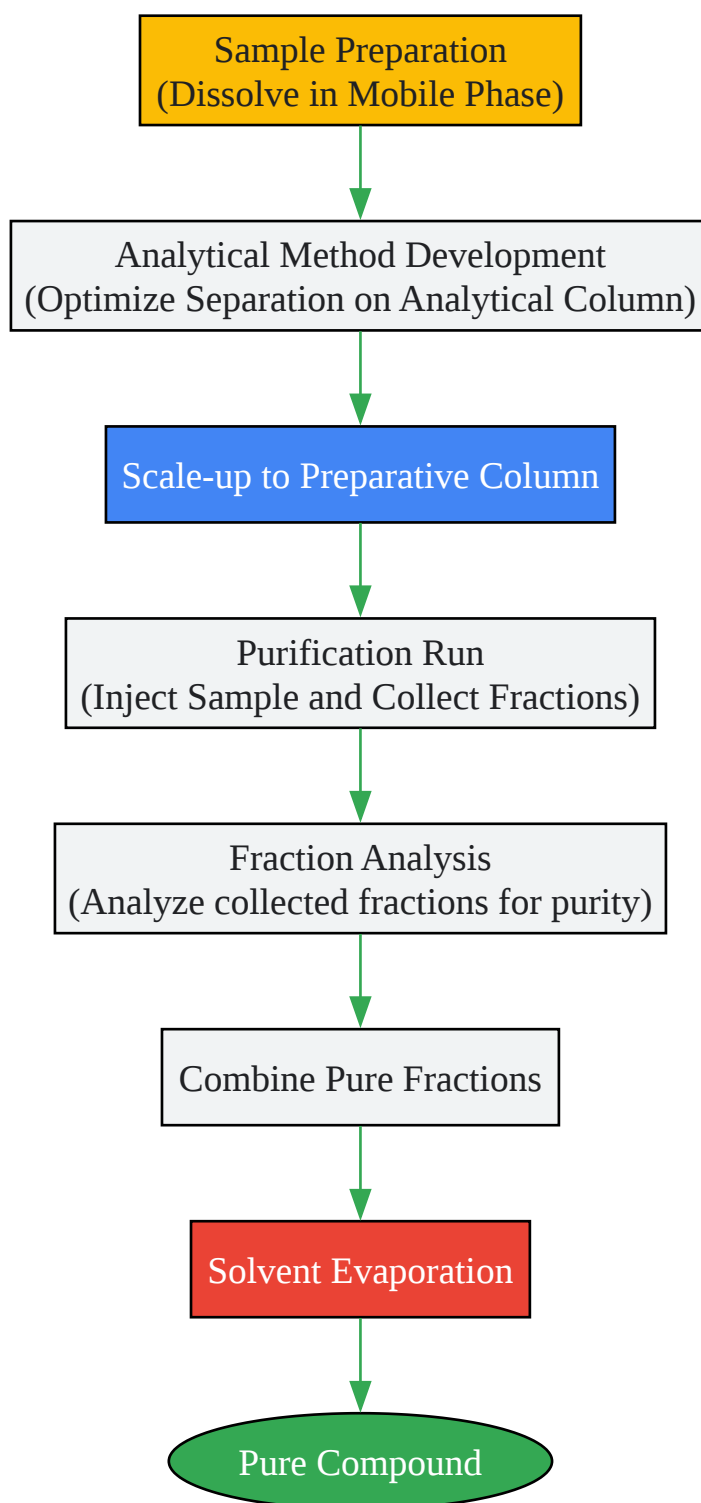 Sample Preparation
(Dissolve in Mobile Phase)
Analytical Method Development
(Optimize Separation on Analytical Column)
Scale-up to Preparative Column
Purification Run
(Inject Sample and Collect Fractions)
Fraction Analysis
(Analyze collected fractions for purity)
Combine Pure Fractions
Solvent Evaporation
Pure Compound